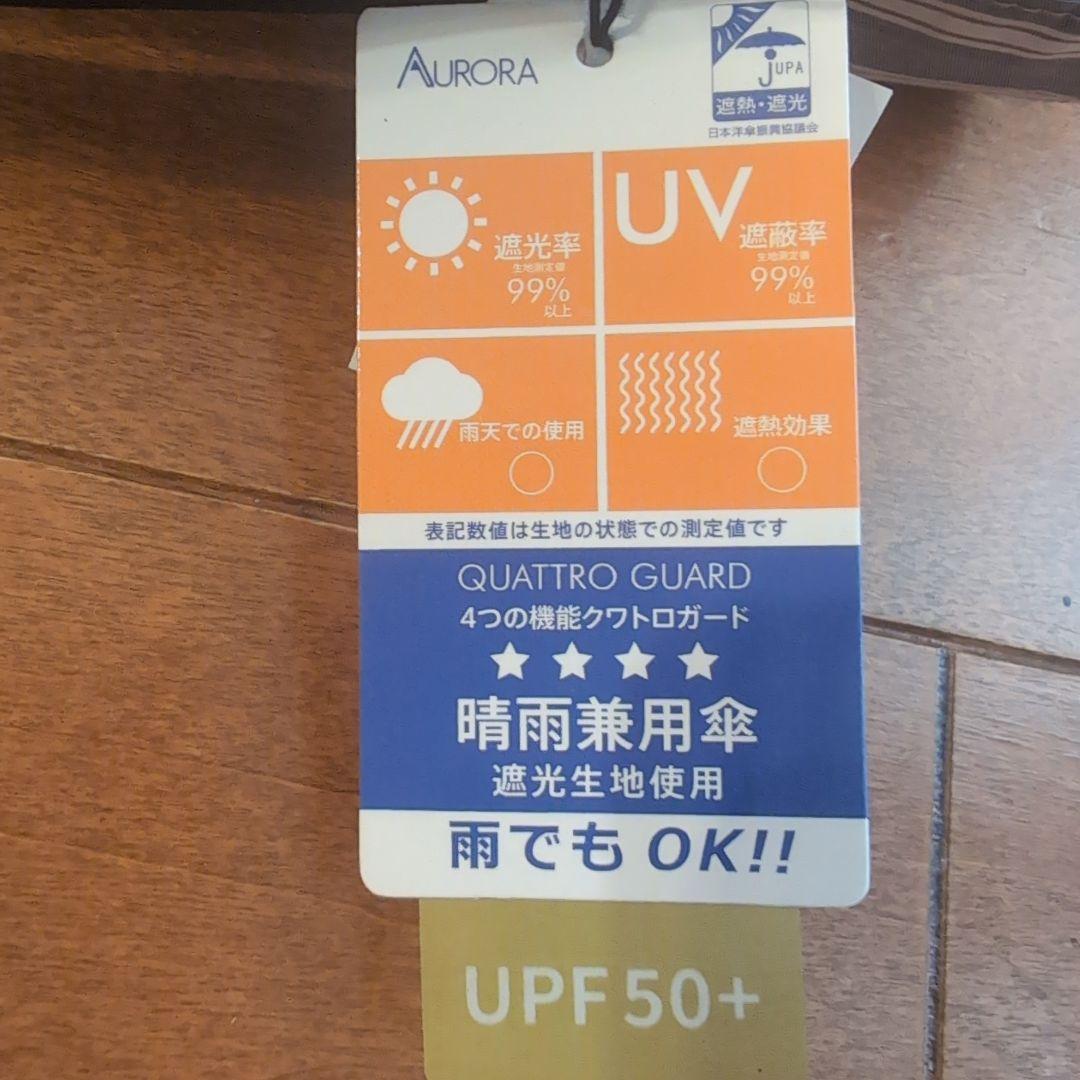 AURORA
JUPA
遮熱・遮光
日本洋傘振興協議会
遮光率
生地測定値
99%
以上
UV
遮蔽率
生地測定値
99%
以上
雨天での使用
遮熱効果
表記数値は生地の状態での測定値です
QUATTRO GUARD
4つの機能クワトロガード
晴雨兼用傘
遮光生地使用
雨でもOK!!
UPF50+